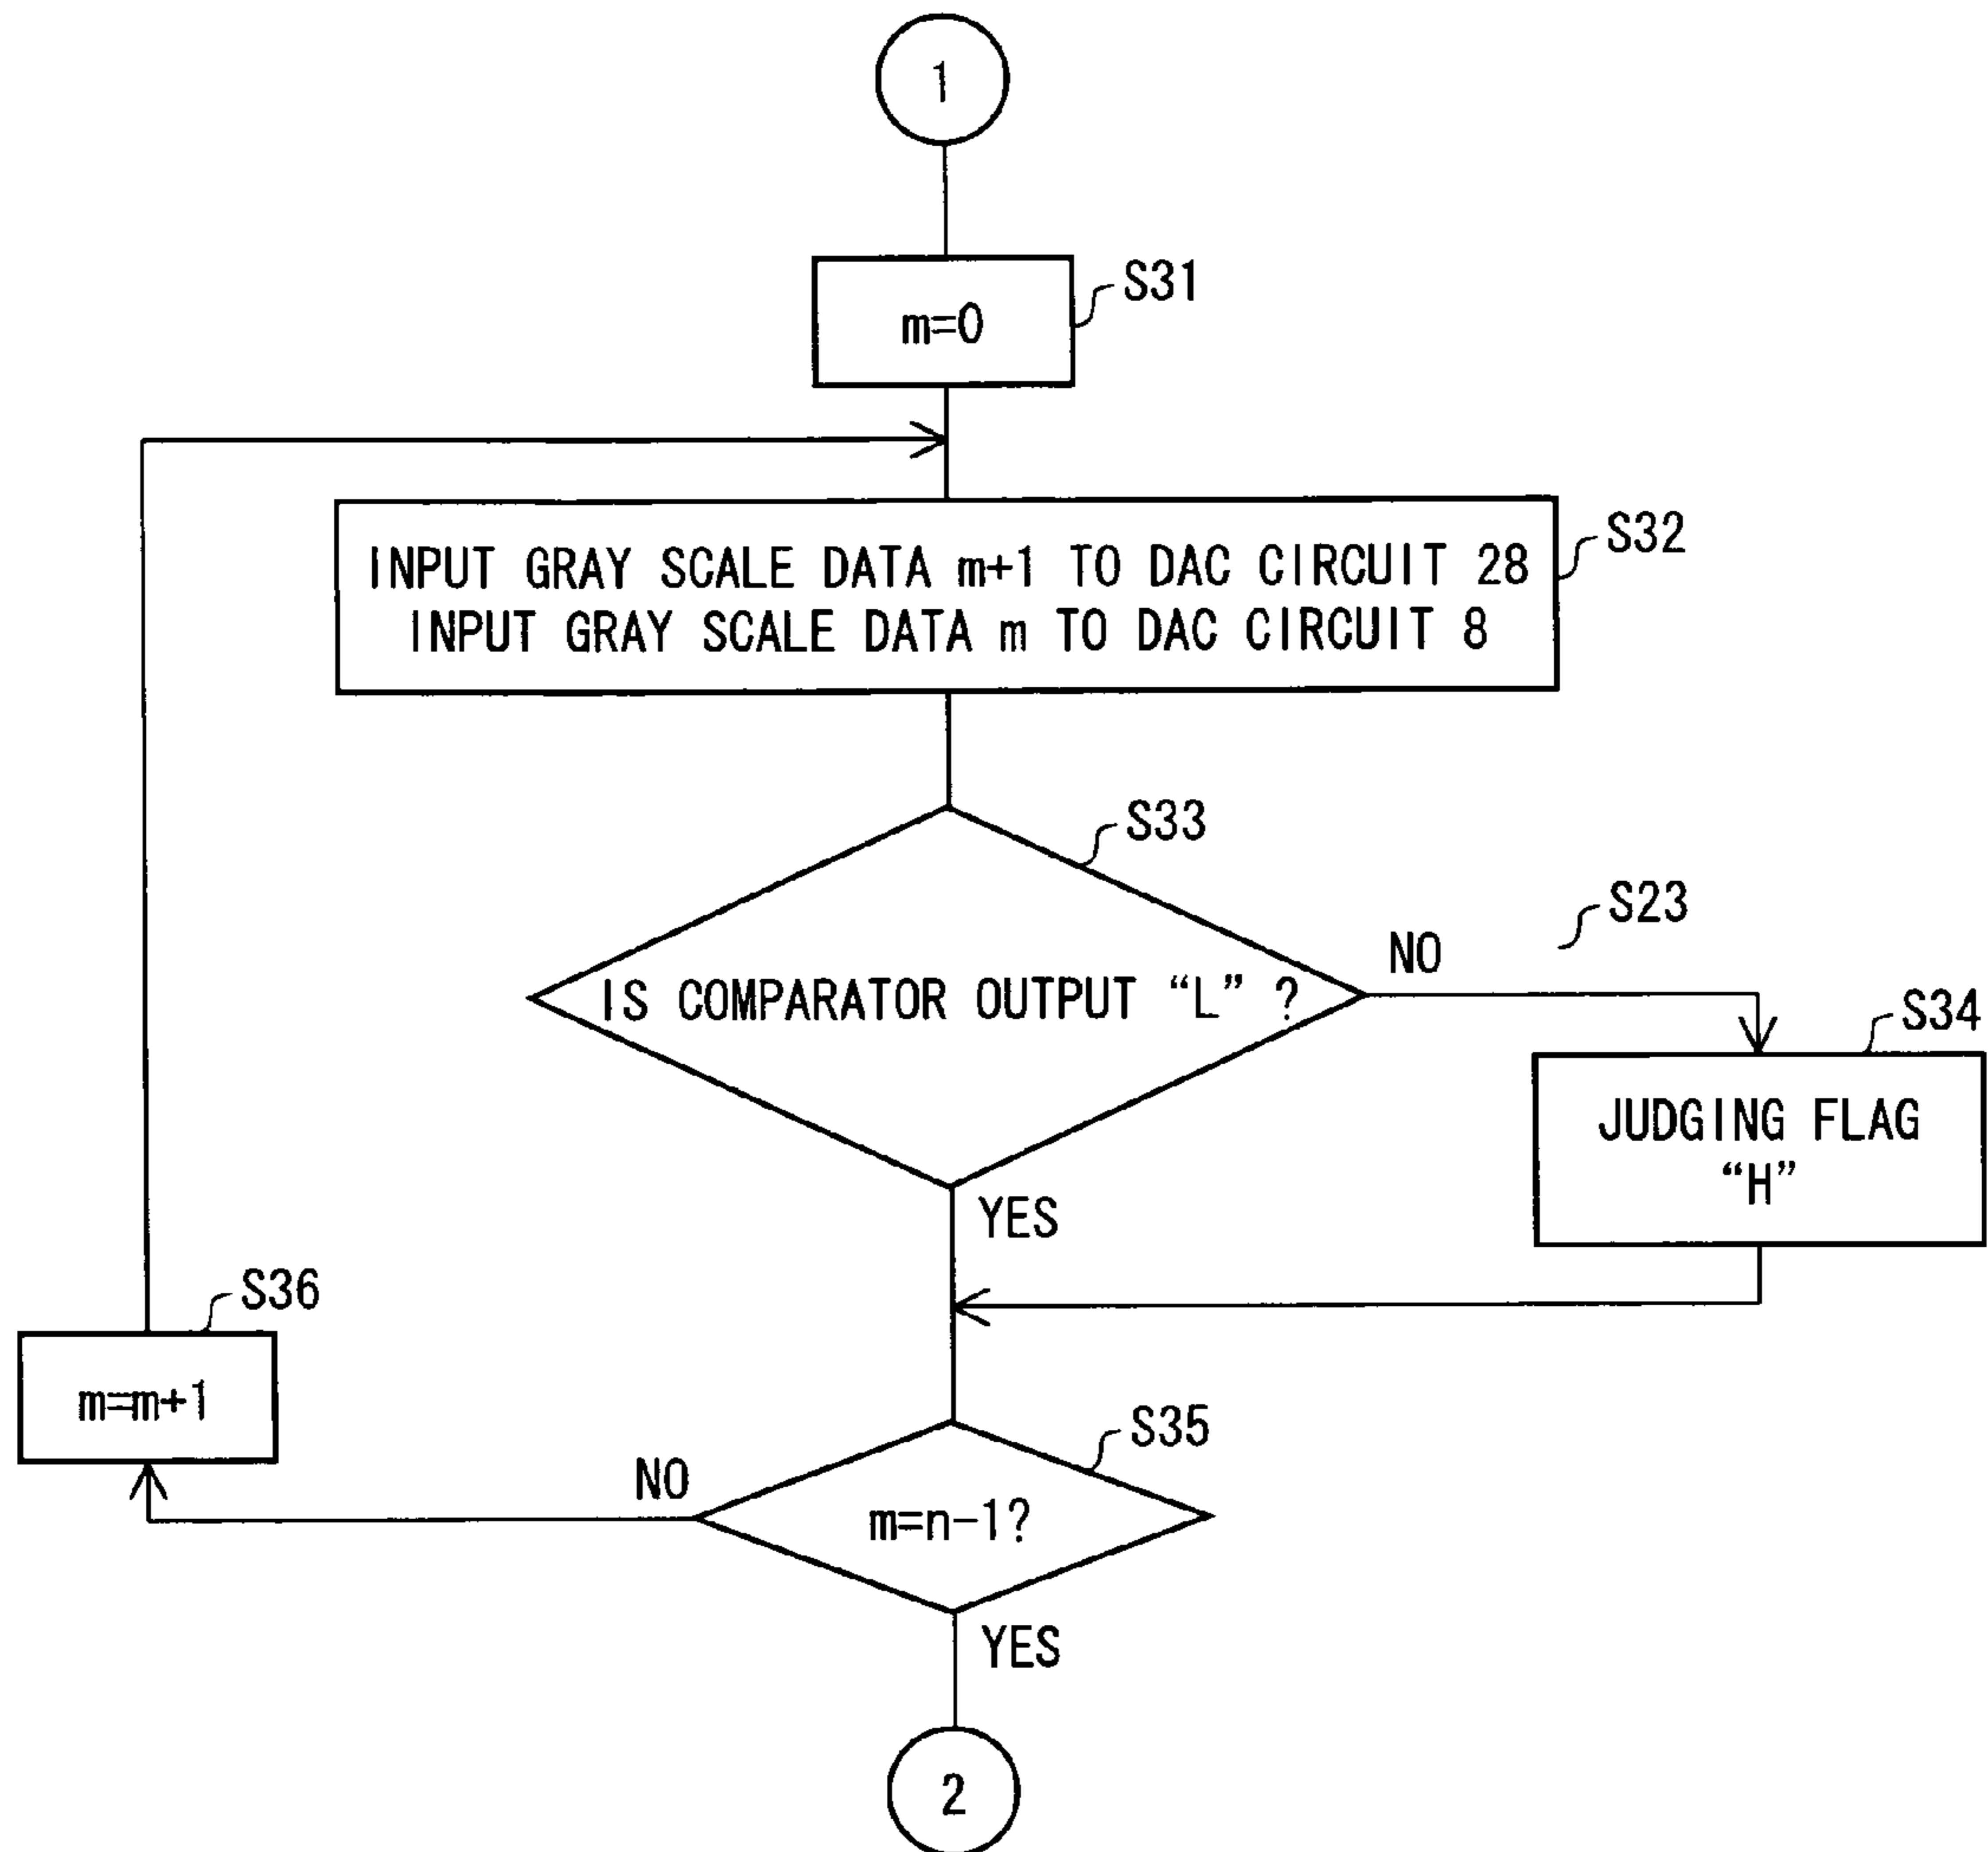 1
S31
m=0
S32
INPUT GRAY SCALE DATA m+1 TO DAC CIRCUIT 28
INPUT GRAY SCALE DATA m TO DAC CIRCUIT 8
S33
IS COMPARATOR OUTPUT “L” ?
NO
S23
S34
JUDGING FLAG
“H”
YES
S36
m=m+1
S35
NO
m=n-1?
YES
2